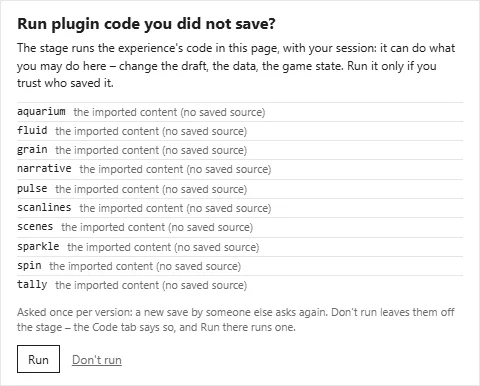 Run plugin code you did not save?
The stage runs the experience's code in this page, with your session: it can do what
you may do here – change the draft, the data, the game state. Run it only if you
trust who saved it.
aquarium the imported content (no saved source)
fluid the imported content (no saved source)
grain the imported content (no saved source)
narrative the imported content (no saved source)
pulse the imported content (no saved source)
scanlines the imported content (no saved source)
scenes the imported content (no saved source)
sparkle the imported content (no saved source)
spin the imported content (no saved source)
tally the imported content (no saved source)
Asked once per version: a new save by someone else asks again. Don't run leaves them off
the stage – the Code tab says so, and Run there runs one.
Run Don't run